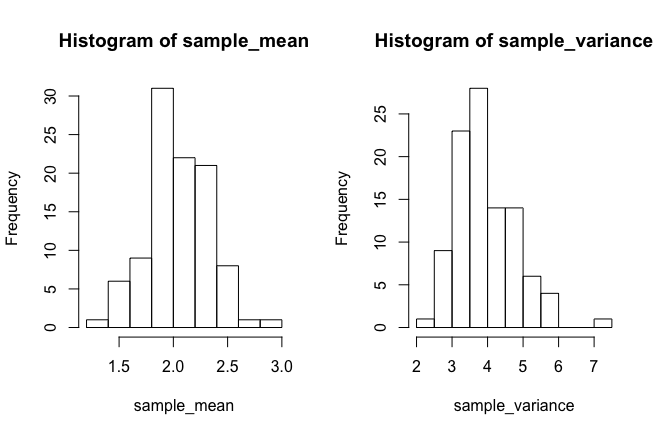 Histogram of sample_mean
Frequency
0
5
10
15
20
25
30
1.5 2.0 2.5 3.0
sample_mean
Histogram of sample_variance
Frequency
0
5
10
15
20
25
2 3 4 5 6 7
sample_variance